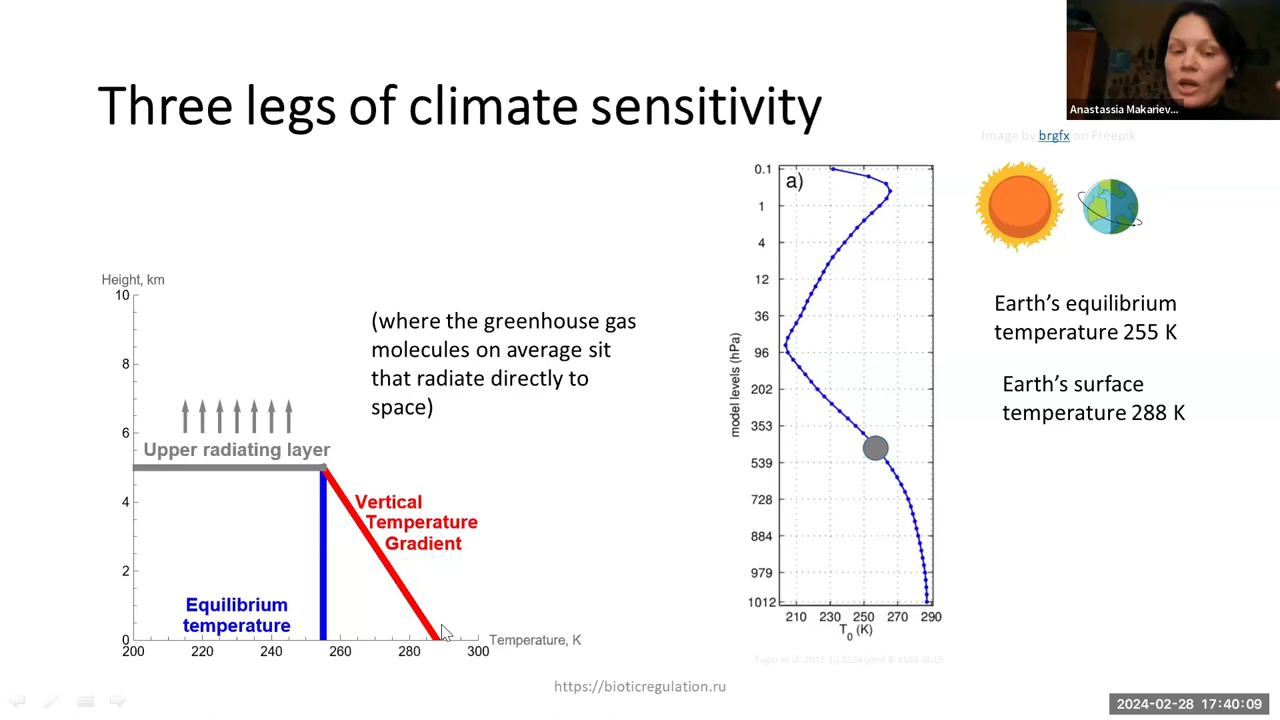 Anastassia Makariev...
Three legs of climate sensitivity
Image by brgfx on Freepik
Height, km
10
8
6
4
2
0
200
220
240
260
280
300
Temperature, K
(where the greenhouse gas
molecules on average sit
that radiate directly to
space)
Upper radiating layer
Vertical
Temperature
Gradient
Equilibrium
temperature
a)
0.1
1
4
12
36
96
202
353
539
728
884
979
1012
model levels (hPa)
210
230
250
270
290
T0 (K)
Earth's equilibrium
temperature 255 K
Earth's surface
temperature 288 K
https://bioticregulation.ru
2024-02-28 17:40:09